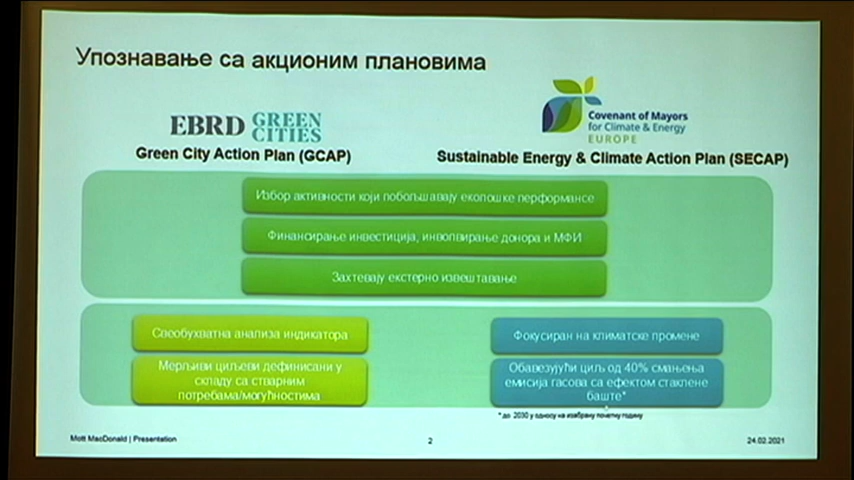 Упознавање са акционим плановима
EBRD GREEN
CITIES
Green City Action Plan (GCAP)
Covenant of Mayors
for Climate & Energy
EUROPE
Sustainable Energy & Climate Action Plan (SECAP)
Избор активности који побољшавају еколошке перформансе
Финансирање инвестиција, инволвирање донора и МФИ
Захтевају екстерно извештавање
Свеобухватна анализа индикатора
Мерљиви циљеви дефинисани у
складу са стварним
потребама/могућностима
Фокусиран на климатске промене
Обавезујући циљ од 40% смањења
емисија гасова са ефектом стаклене
баште*
* до 2030 у односу на изабрану почетну годину
Mott MacDonald | Presentation
2
24.02.2021